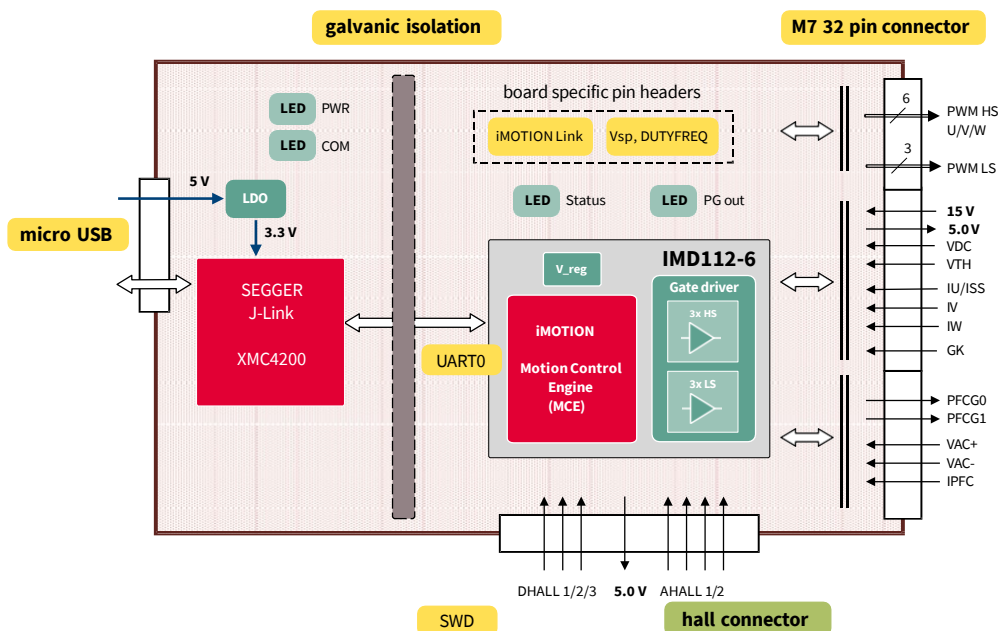 galvanic isolation
M7 32 pin connector
LED PWR
LED COM
board specific pin headers
iMOTION Link
Vsp, DUTYFREQ
6
PWM HS
U/V/W
3
PWM LS
5 V
LDO
3.3 V
LED Status
LED PG out
micro USB
SEGGER
J-Link
XMC4200
UART0
IMD112-6
V_reg
iMOTION
Motion Control
Engine
(MCE)
Gate driver
3x HS
3x LS
15 V
5.0 V
VDC
VTH
IU/ISS
IV
IW
GK
PFCG0
PFCG1
VAC+
VAC-
IPFC
DHALL 1/2/3 5.0 V AHALL 1/2
SWD
hall connector